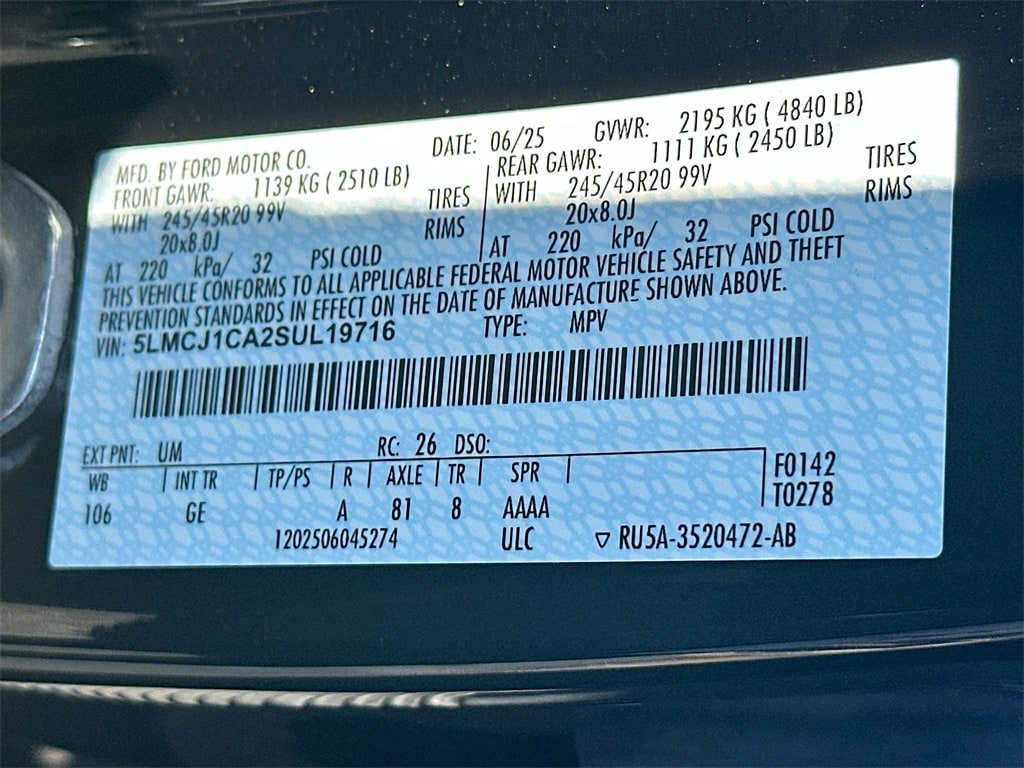 MFD. BY FORD MOTOR CO. DATE: 06/25 GVWR: 2195 KG ( 4840 LB)
FRONT GAWR: 1139 KG ( 2510 LB) REAR GAWR: 1111 KG ( 2450 LB)
WITH 245/45R20 99V TIRES WITH 245/45R20 99V TIRES
20x8.0J RIMS 20x8.0J RIMS
AT 220 kPa/ 32 PSI COLD AT 220 kPa/ 32 PSI COLD
THIS VEHICLE CONFORMS TO ALL APPLICABLE FEDERAL MOTOR VEHICLE SAFETY AND THEFT
PREVENTION STANDARDS IN EFFECT ON THE DATE OF MANUFACTURE SHOWN ABOVE.
VIN: 5LMCJ1CA2SUL19716 TYPE: MPV
EXT PNT: UM RC: 26 DSO:
WB INT TR TP/PS R AXLE TR SPR F0142
106 GE A 81 8 AAAA T0278
1202506045274 ULC ▽ RU5A-3520472-AB